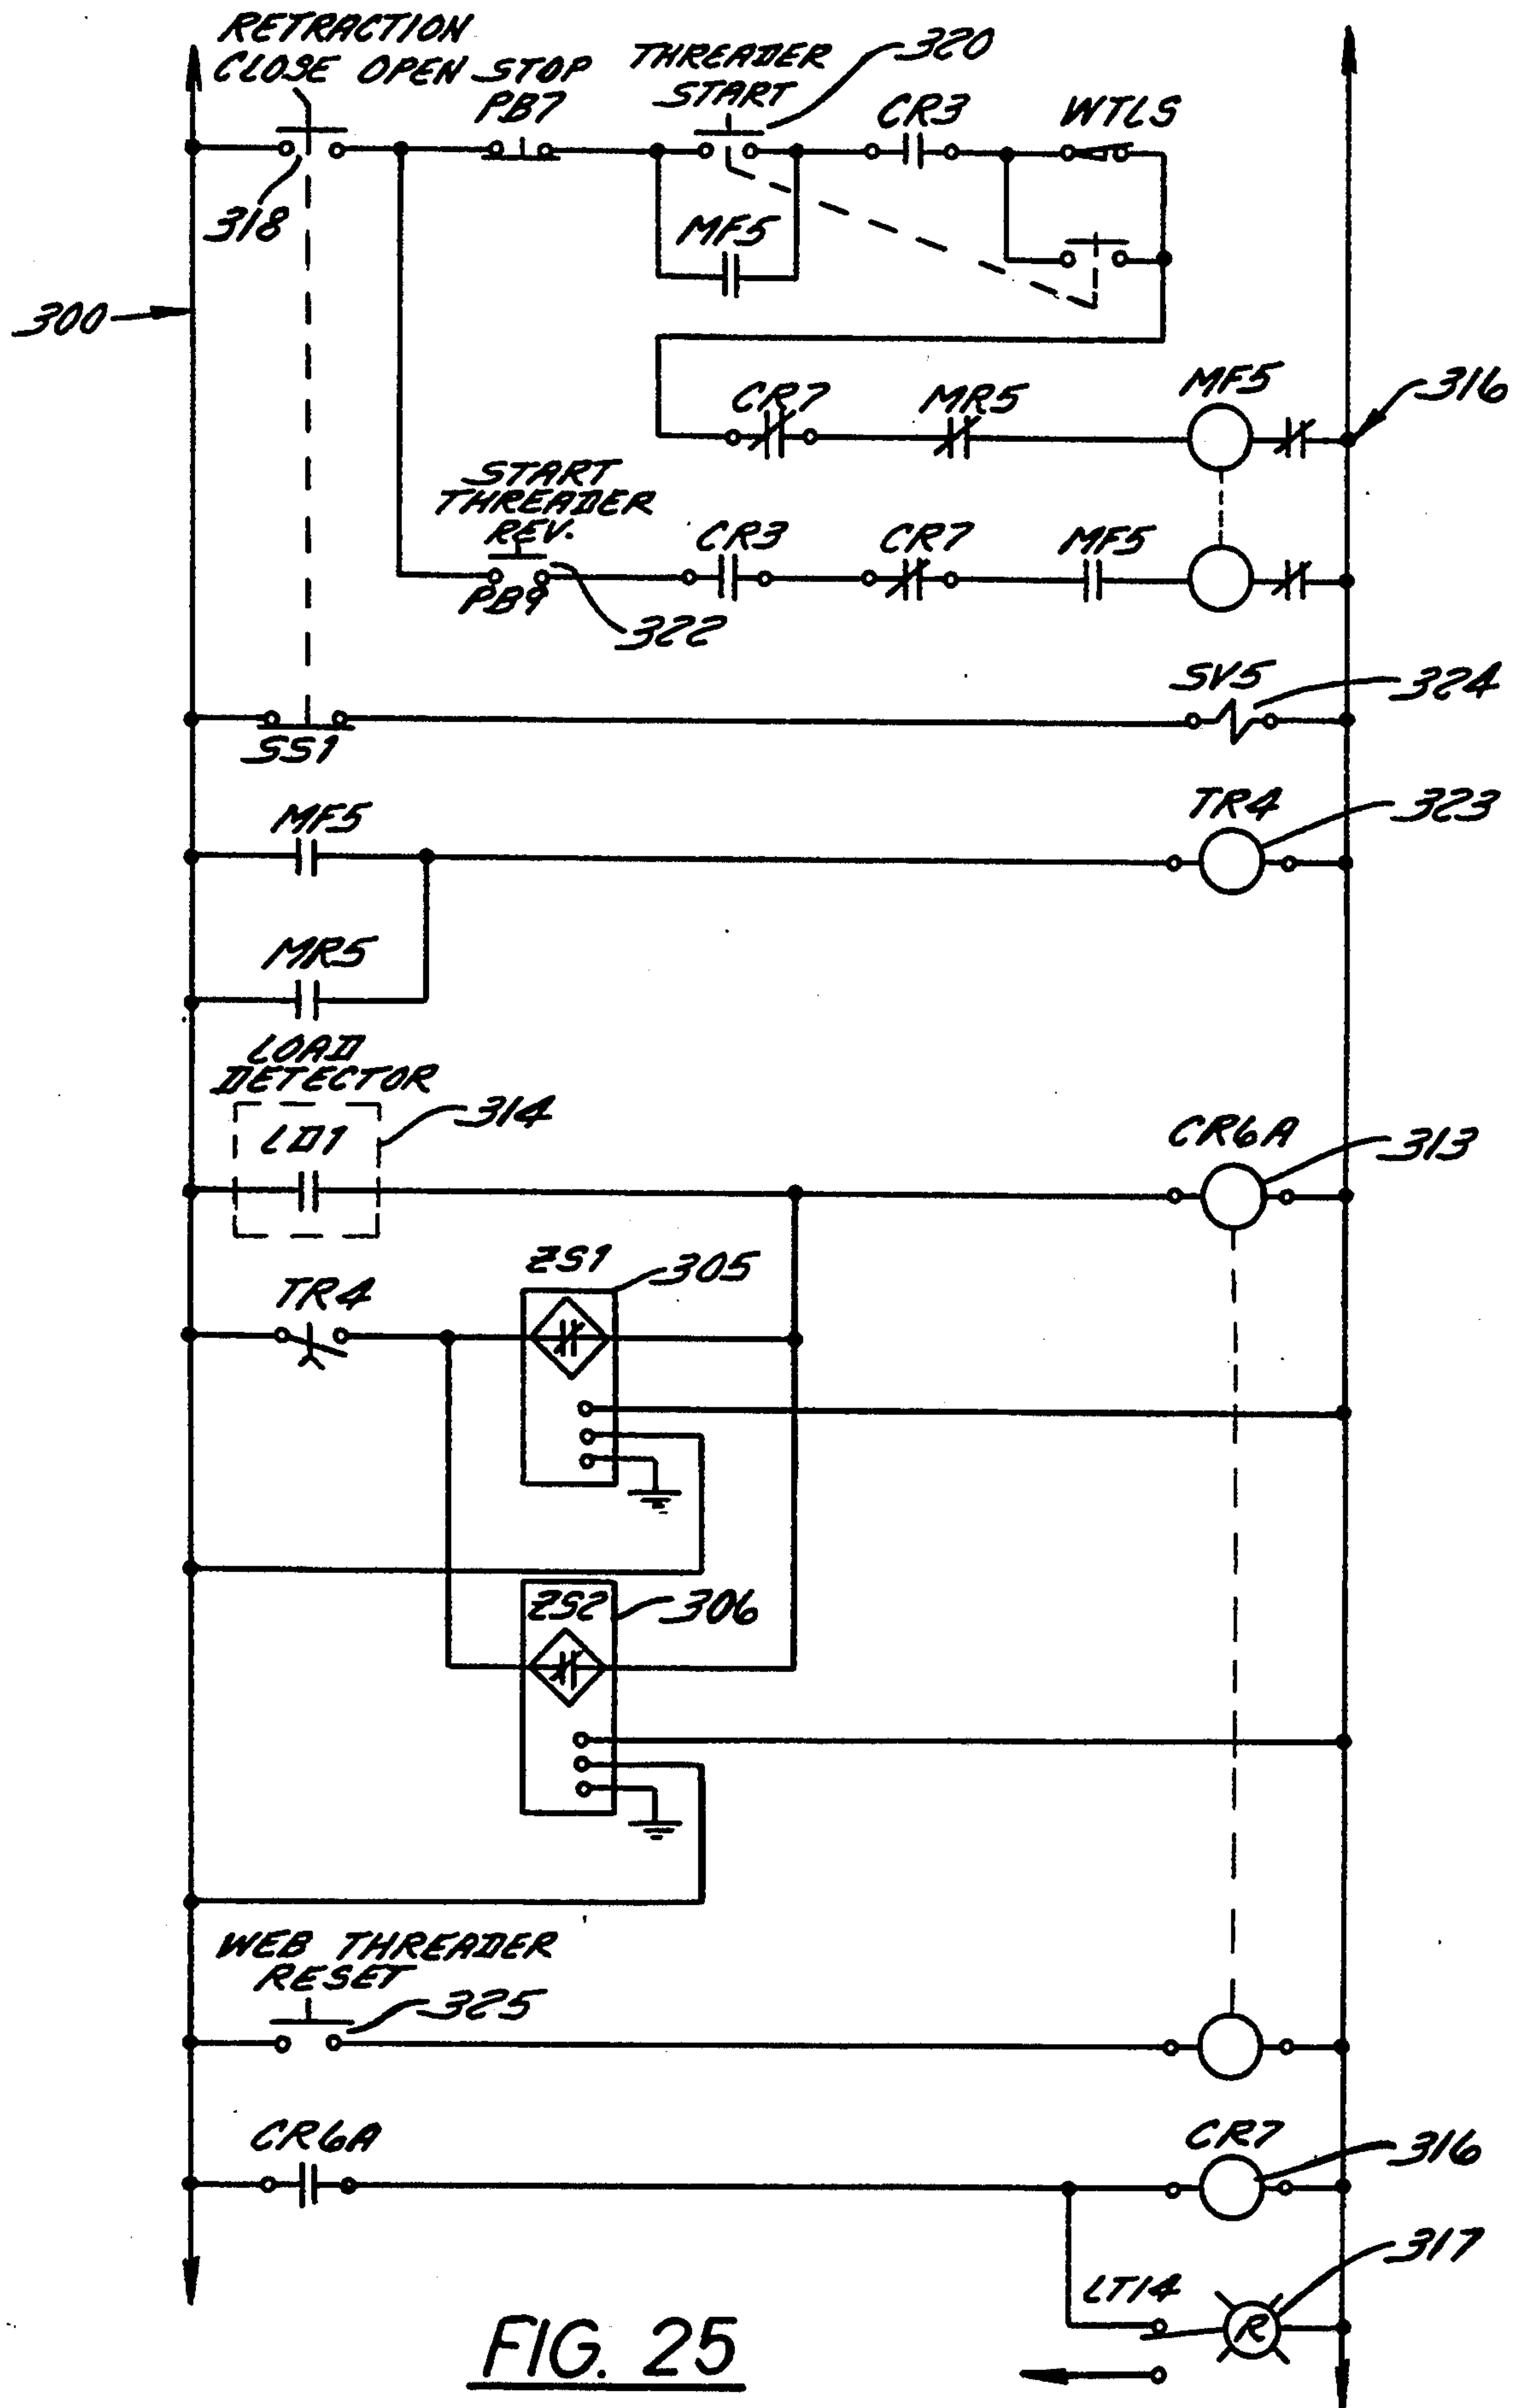 RETRACTION
CLOSE OPEN STOP
PB7
THREADER
START
320
CR3
WTLS
318
MF5
300
CR7
MR5
MF5
316
START
THREADER
REV.
PB9
322
CR3
CR7
MF5
SS1
SV5
324
MF5
TR4
323
MR5
LOAD
DETECTOR
LD1
314
CR6A
313
ZS1
305
TR4
ZS2
306
WEB THREADER
RESET
325
CR6A
CR7
316
LT14
R
317
FIG. 25